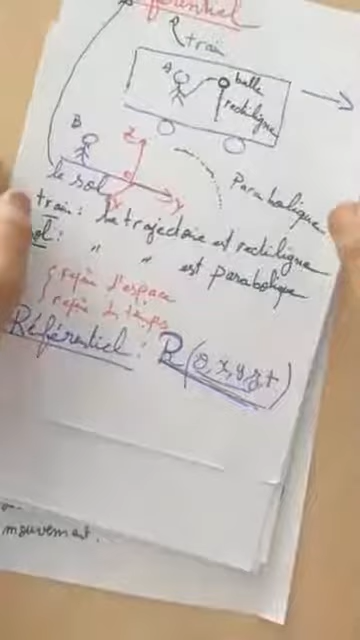 train
A
balle
rectiligne
B
z
Parabolique
O
x
y
le sol
train: la trajectoire est rectiligne
sol: " " est parabolique
repère d'espace
repère de temps
Référentiel: R(O, x, y, z, t)
mouvement.